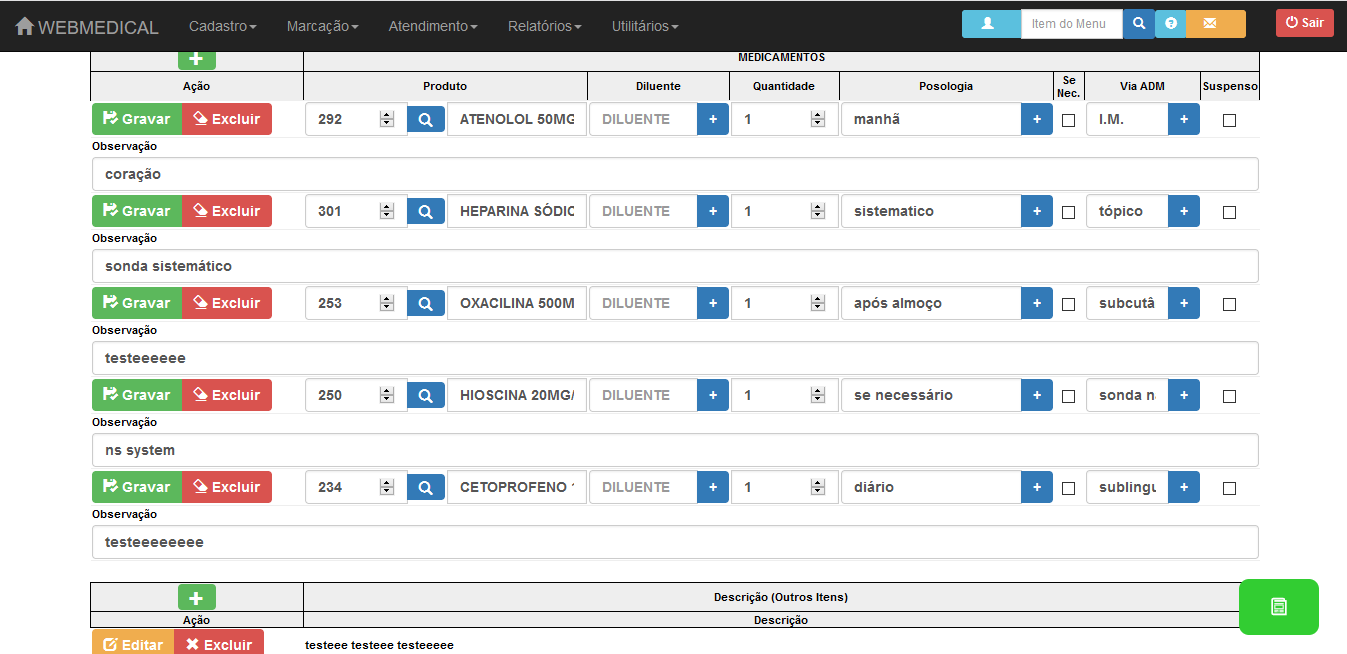 WEBMEDICAL Cadastro Marcação Atendimento Relatórios Utilitários Item do Menu Sair
MEDICAMENTOS
Ação Produto Diluente Quantidade Posologia Se Nec. Via ADM Suspenso
Gravar Excluir 292 ATENOLOL 50MG DILUENTE + 1 manhã + I.M. +
Observação
coração
Gravar Excluir 301 HEPARINA SÓDIC DILUENTE + 1 sistematico + tópico +
Observação
sonda sistemático
Gravar Excluir 253 OXACILINA 500M DILUENTE + 1 após almoço + subcutâ +
Observação
testeeeeee
Gravar Excluir 250 HIOSCINA 20MG/ DILUENTE + 1 se necessário + sonda n +
Observação
ns system
Gravar Excluir 234 CETOPROFENO DILUENTE + 1 diário + sublingu +
Observação
testeeeeeeee
Descrição (Outros Itens)
Ação Descrição
Editar Excluir testeee testeee testeeeee